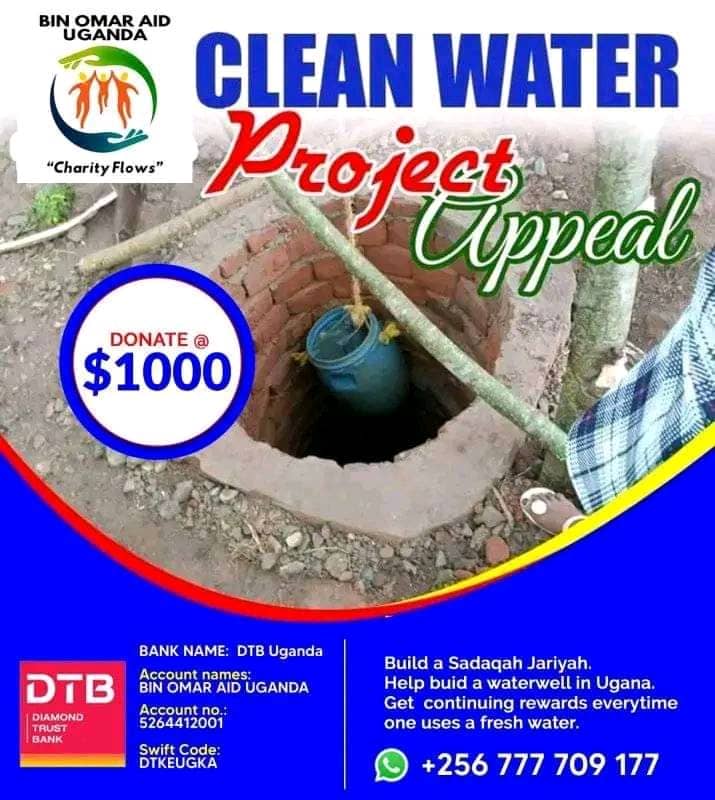 BIN OMAR AID
UGANDA
"Charity Flows"
CLEAN WATER
Project
Appeal
DONATE @
$1000
DTB
DIAMOND
TRUST
BANK
BANK NAME: DTB Uganda
Account names:
BIN OMAR AID UGANDA
Account no.:
5264412001
Swift Code:
DTKEUGKA
Build a Sadaqah Jariyah.
Help buid a waterwell in Ugana.
Get continuing rewards everytime
one uses a fresh water.
+256 777 709 177